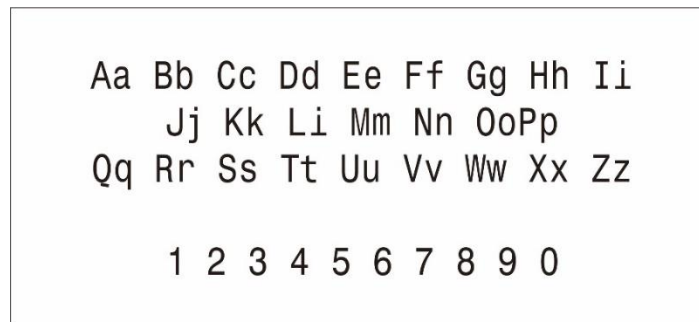 Aa Bb Cc Dd Ee Ff Gg Hh Ii
Jj Kk Li Mm Nn OoPp
Qq Rr Ss Tt Uu Vv Ww Xx Zz
1 2 3 4 5 6 7 8 9 0